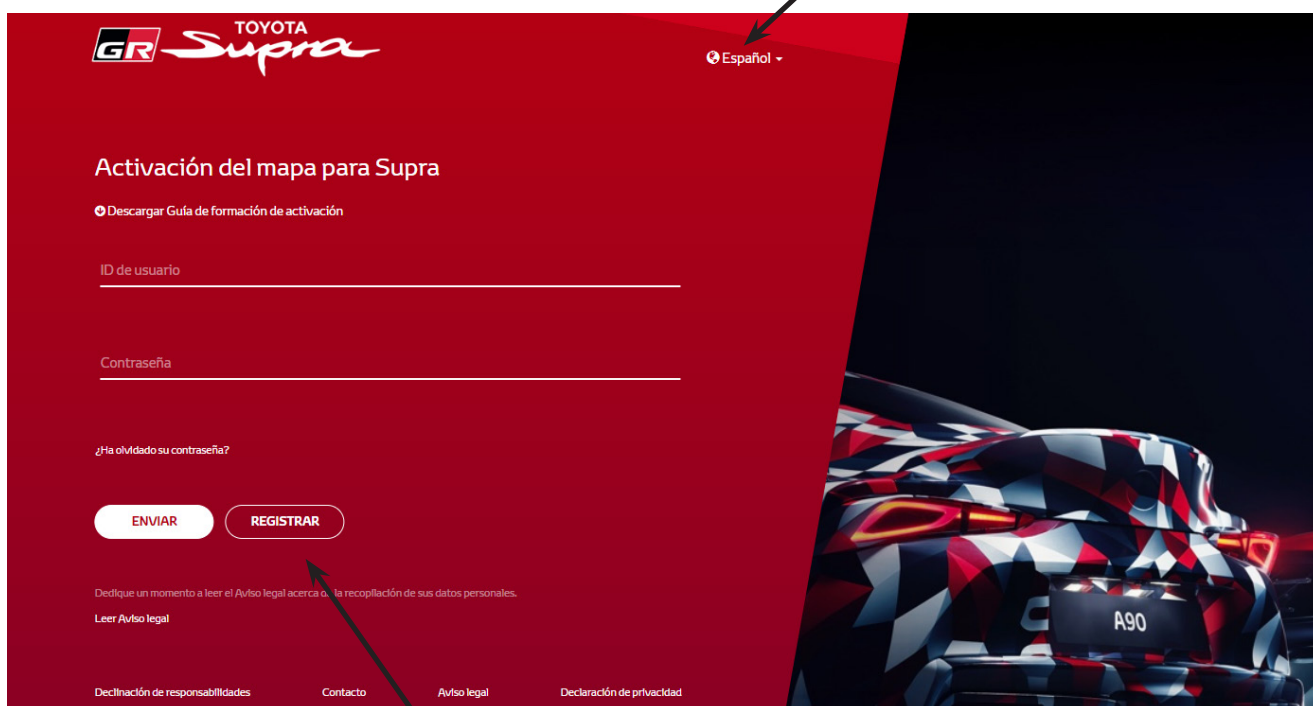 TOYOTA
GR Supra
Español
Activación del mapa para Supra
Descargar Guía de formación de activación
ID de usuario
Contraseña
¿Ha olvidado su contraseña?
ENVIAR REGISTRAR
Dedique un momento a leer el Aviso legal acerca de la recopilación de sus datos personales.
Leer Aviso legal
Declinación de responsabilidades Contacto Aviso legal Declaración de privacidad
A90